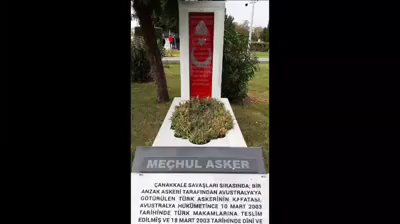 MEÇHUL ASKER
ÇANAKKALE SAVAŞLARI SIRASINDA; BİR
ANZAK ASKERİ TARAFINDAN AVUSTRALYA'YA
GÖTÜRÜLEN TÜRK ASKERİNİN KAFATASI,
AVUSTRALYA HÜKÜMETİNCE 10 MART 2003
TARİHİNDE TÜRK MAKAMLARINA TESLİM
EDİLMİŞ VE 18 MART 2003 TARİHİNDE DİNİ VE